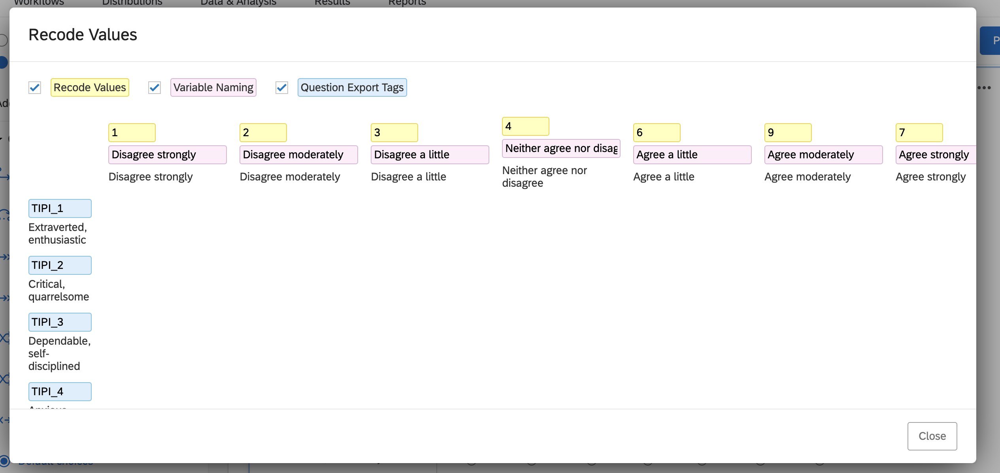 Workflows Distributions Data & Analysis Results Reports
Recode Values
Recode Values Variable Naming Question Export Tags
1 2 3 4 6 9 7
Disagree strongly Disagree moderately Disagree a little Neither agree nor disag Agree a little Agree moderately Agree strongly
Disagree strongly Disagree moderately Disagree a little Neither agree nor Agree a little Agree moderately Agree strongly
disagree
TIPI_1
Extraverted,
enthusiastic
TIPI_2
Critical,
quarrelsome
TIPI_3
Dependable,
self-
disciplined
TIPI_4
Close